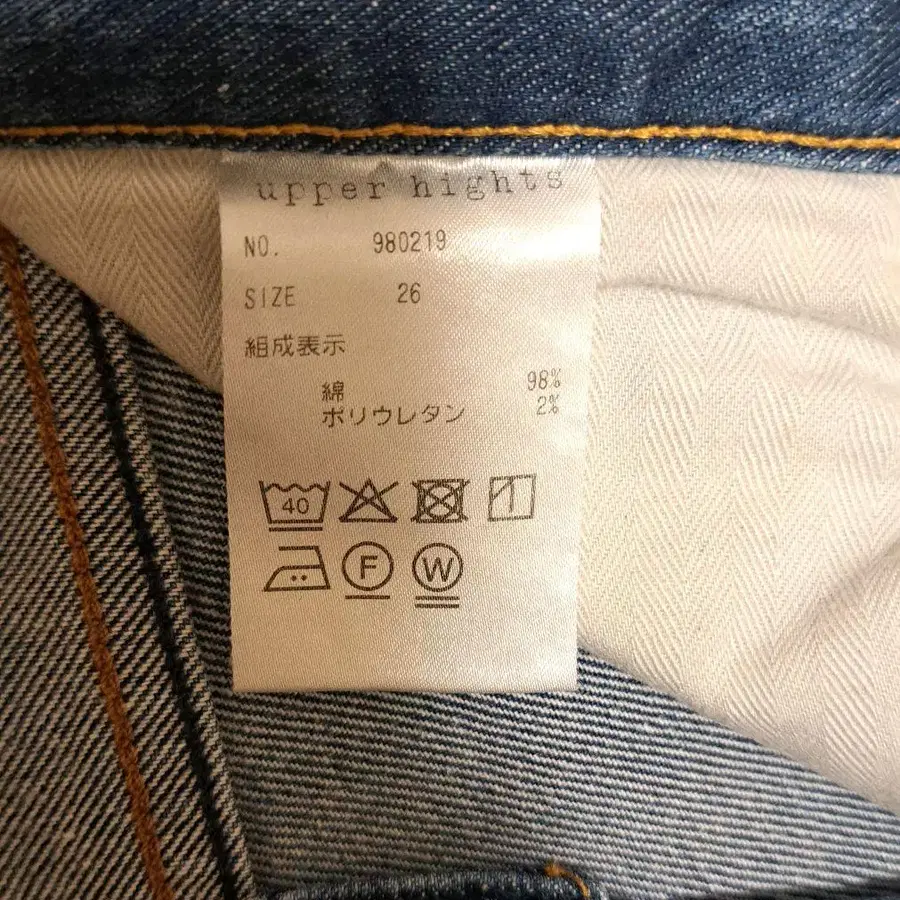 upper hights
NO. 980219
SIZE 26
組成表示
綿 98%
ポリウレタン 2%
40
F W